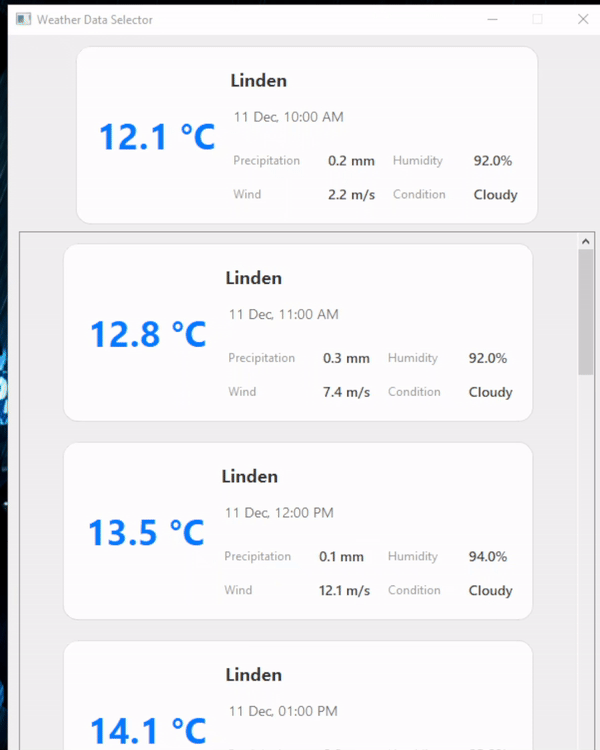 Weather Data Selector
Linden
11 Dec, 10:00 AM
12.1 °C
Precipitation 0.2 mm Humidity 92.0%
Wind 2.2 m/s Condition Cloudy
Linden
11 Dec, 11:00 AM
12.8 °C
Precipitation 0.3 mm Humidity 92.0%
Wind 7.4 m/s Condition Cloudy
Linden
11 Dec, 12:00 PM
13.5 °C
Precipitation 0.1 mm Humidity 94.0%
Wind 12.1 m/s Condition Cloudy
Linden
11 Dec, 01:00 PM
14.1 °C